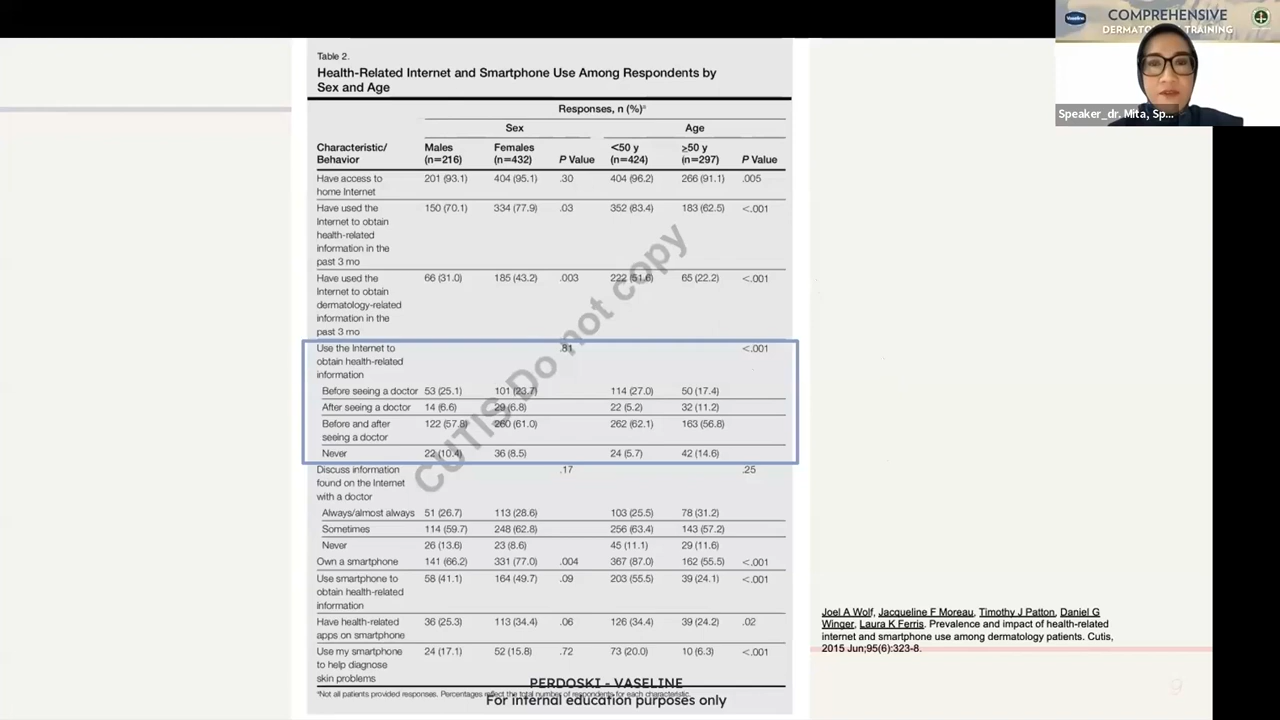 Vaseline
COMPREHENSIVE
DERMATO TRAINING
Speaker_dr. Mita, Sp...
Table 2.
Health-Related Internet and Smartphone Use Among Respondents by
Sex and Age
Responses, n (%)a
Sex Age
Characteristic/ Males Females <50 y ≥50 y
Behavior (n=216) (n=432) P Value (n=424) (n=297) P Value
Have access to 201 (93.1) 404 (95.1) .30 404 (96.2) 266 (91.1) .005
home Internet
Have used the 150 (70.1) 334 (77.9) .03 352 (83.4) 183 (62.5) <.001
Internet to obtain
health-related
information in the
past 3 mo
Have used the 66 (31.0) 185 (43.2) .003 222 (51.6) 65 (22.2) <.001
Internet to obtain
dermatology-related
information in the
past 3 mo
Use the Internet to .81 <.001
obtain health-related
information
Before seeing a doctor 53 (25.1) 101 (23.7) 114 (27.0) 50 (17.4)
After seeing a doctor 14 (6.6) 29 (6.8) 22 (5.2) 32 (11.2)
Before and after 122 (57.8) 260 (61.0) 262 (62.1) 163 (56.8)
seeing a doctor
Never 22 (10.4) 36 (8.5) 24 (5.7) 42 (14.6)
Discuss information .17 .25
found on the Internet
with a doctor
Always/almost always 51 (26.7) 113 (28.6) 103 (25.5) 78 (31.2)
Sometimes 114 (59.7) 248 (62.8) 256 (63.4) 143 (57.2)
Never 26 (13.6) 23 (8.6) 45 (11.1) 29 (11.6)
Own a smartphone 141 (66.2) 331 (77.0) .004 367 (87.0) 162 (55.5) <.001
Use smartphone to 58 (41.1) 164 (49.7) .09 203 (55.5) 39 (24.1) <.001
obtain health-related
information
Have health-related 36 (25.3) 113 (34.4) .06 126 (34.4) 39 (24.2) .02
apps on smartphone
Use my smartphone 24 (17.1) 52 (15.8) .72 73 (20.0) 10 (6.3) <.001
to help diagnose
skin problems
aNot all patients provided responses. Percentages reflect the total number of respondents for each characteristic.
CUTIS Do not copy
PERDOSKI - VASELINE
For internal education purposes only
Joel A Wolf, Jacqueline F Moreau, Timothy J Patton, Daniel G
Winger, Laura K Ferris. Prevalence and impact of health-related
internet and smartphone use among dermatology patients. Cutis,
2015 Jun;95(6):323-8.
9